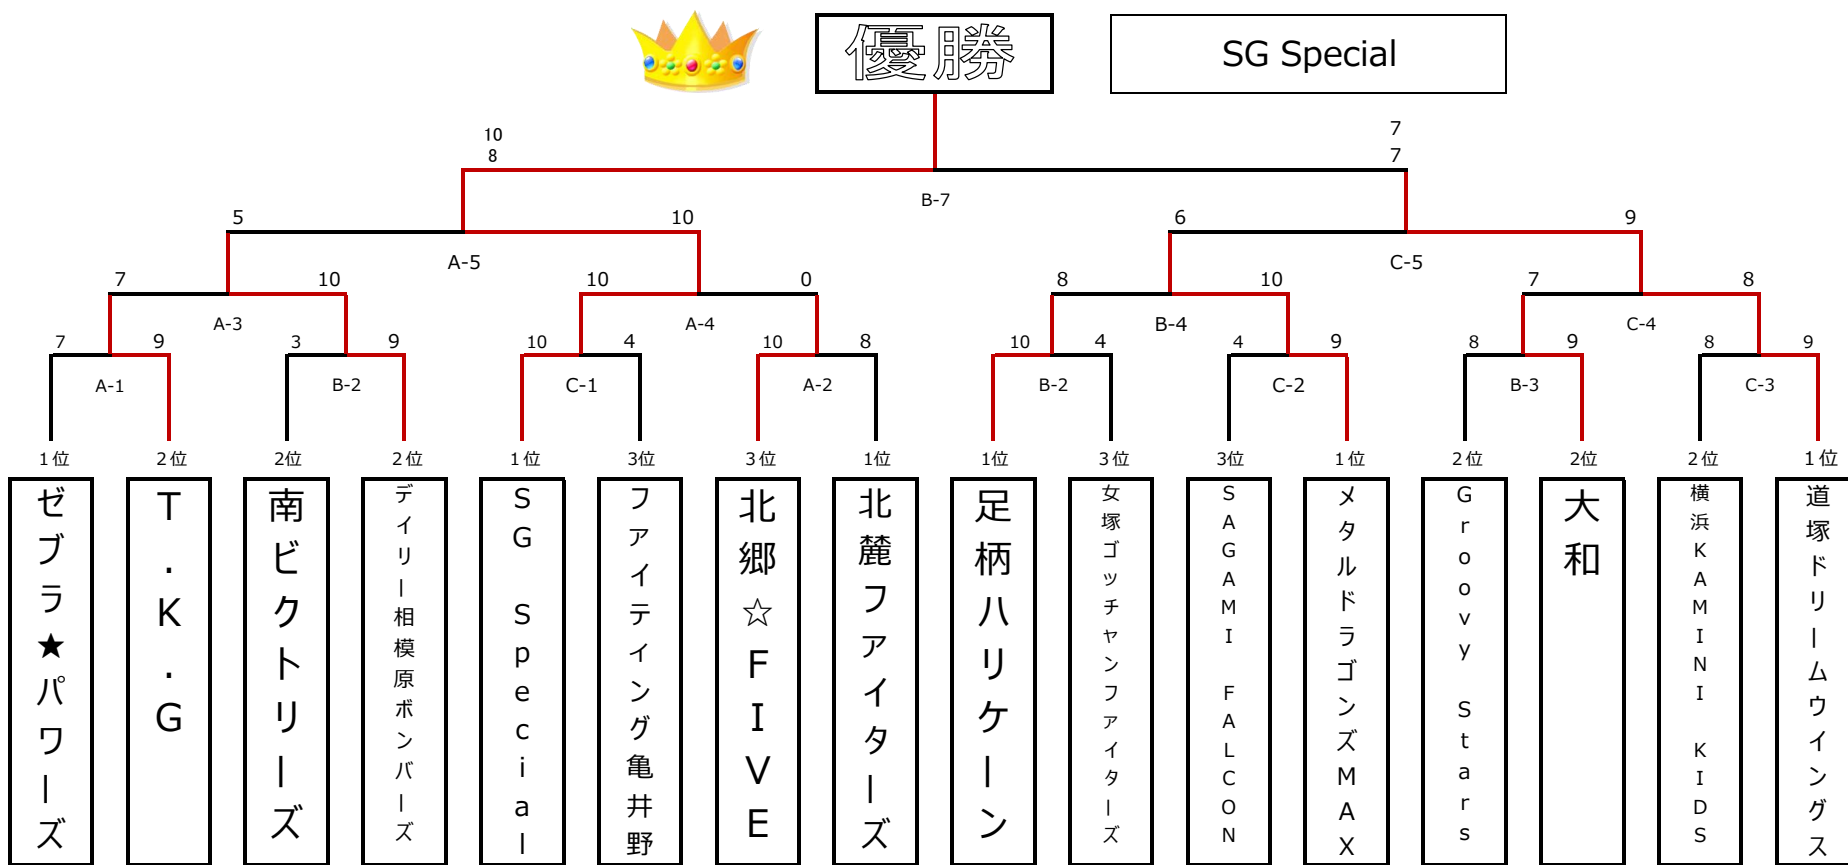 優勝
SG Special
10 7
8 7
B-7
5 10 6 9
A-5 C-5
7 10 10 0 8 10 7 8
A-3 A-4 B-4 C-4
7 9 3 9 10 4 10 8 10 4 4 9 8 9 8 9
A-1 B-2 C-1 A-2 B-2 C-2 B-3 C-3
1位 2位 2位 2位 1位 3位 3位 1位 1位 3位 3位 1位 2位 2位 2位 1位
ゼブラ★パワーズ
T.K.G
南ビクトリーズ
デイリー相模原ボンバーズ
SG Special
ファイティング亀井野
北郷☆FIVE
北麓ファイターズ
足柄ハリケーン
女塚ゴッチャンファイターズ
SAGAMI FALCON
メタルドラゴンズMAX
Groovy Stars
大和
横浜KAMINI KIDS
道塚ドリームウイングス